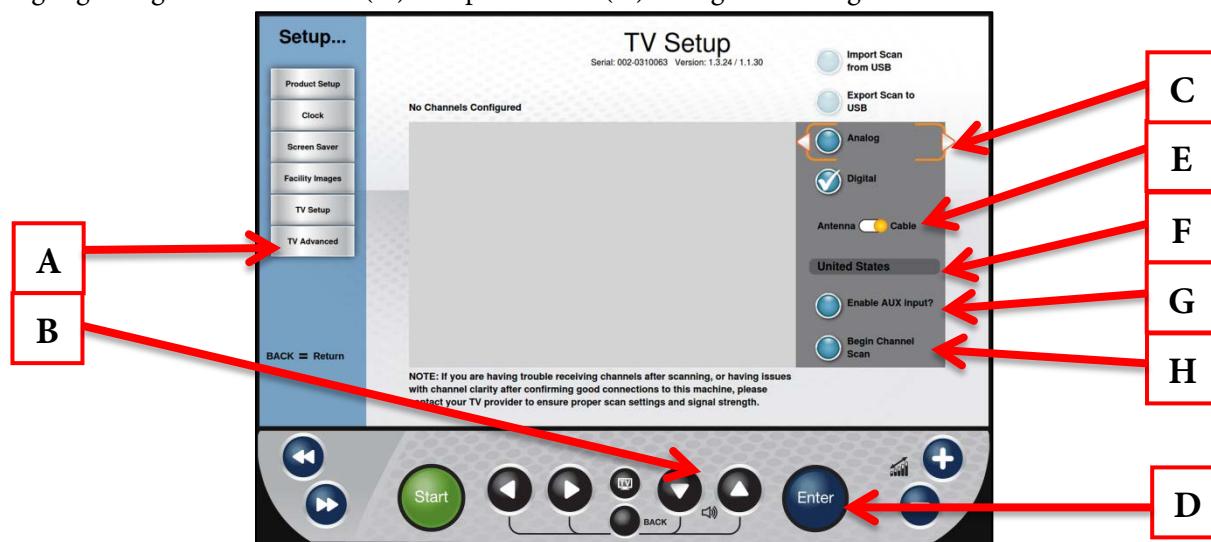 Setup...
Product Setup
Clock
Screen Saver
Facility Images
TV Setup
TV Advanced
BACK = Return
TV Setup
Serial: 002-0310063 Version: 1.3.24 / 1.1.30
No Channels Configured
Import Scan
from USB
Export Scan to
USB
Analog
Digital
Antenna Cable
United States
Enable AUX input?
Begin Channel
Scan
NOTE: If you are having trouble receiving channels after scanning, or having issues
with channel clarity after confirming good connections to this machine, please
contact your TV provider to ensure proper scan settings and signal strength.
Start
TV
BACK
Enter
A
B
C
E
F
G
H
D